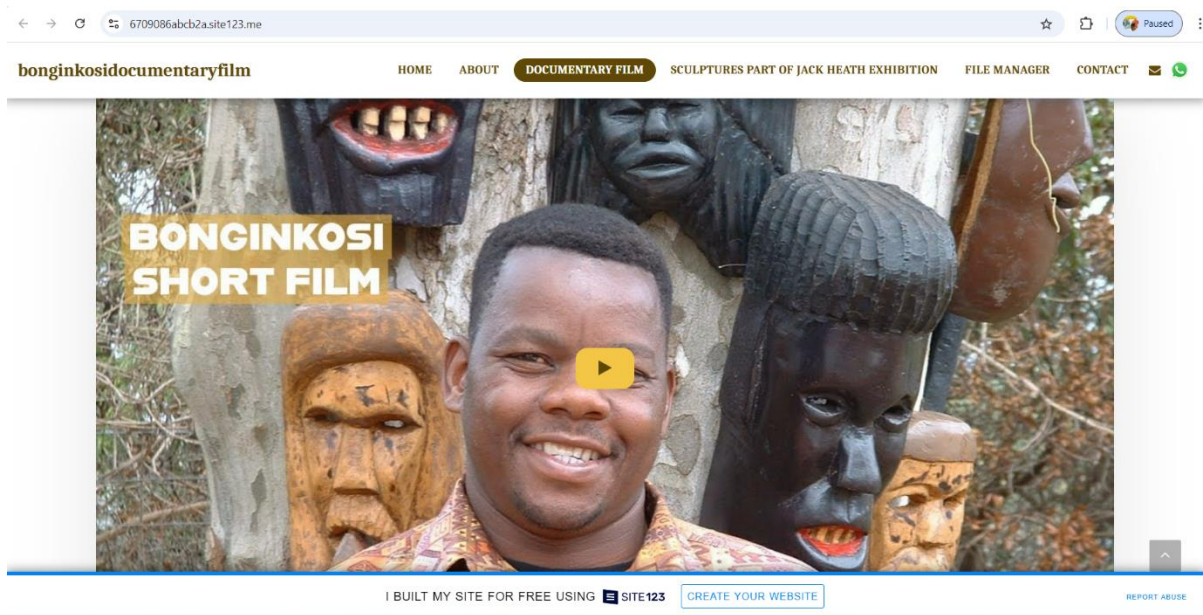 6709086abcb2a.site123.me
Paused
bonginkosidocumentaryfilm
HOME ABOUT DOCUMENTARY FILM SCULPTURES PART OF JACK HEATH EXHIBITION FILE MANAGER CONTACT
BONGINKOSI
SHORT FILM
I BUILT MY SITE FOR FREE USING SITE123 CREATE YOUR WEBSITE
REPORT ABUSE